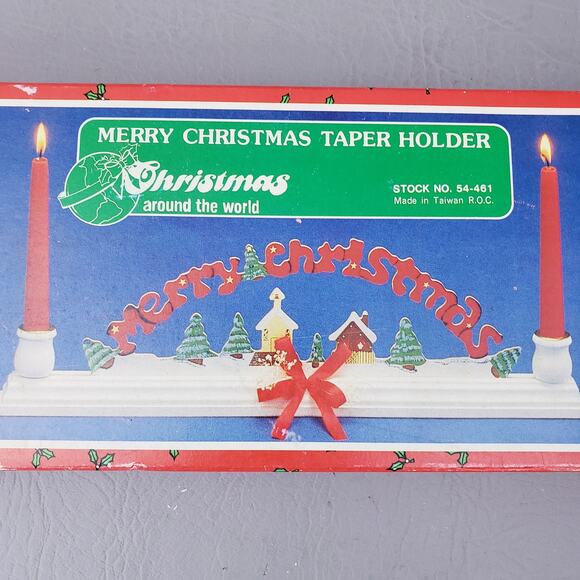 MERRY CHRISTMAS TAPER HOLDER
Christmas
around the world
STOCK NO. 54-461
Made in Taiwan R.O.C.
merry christmas